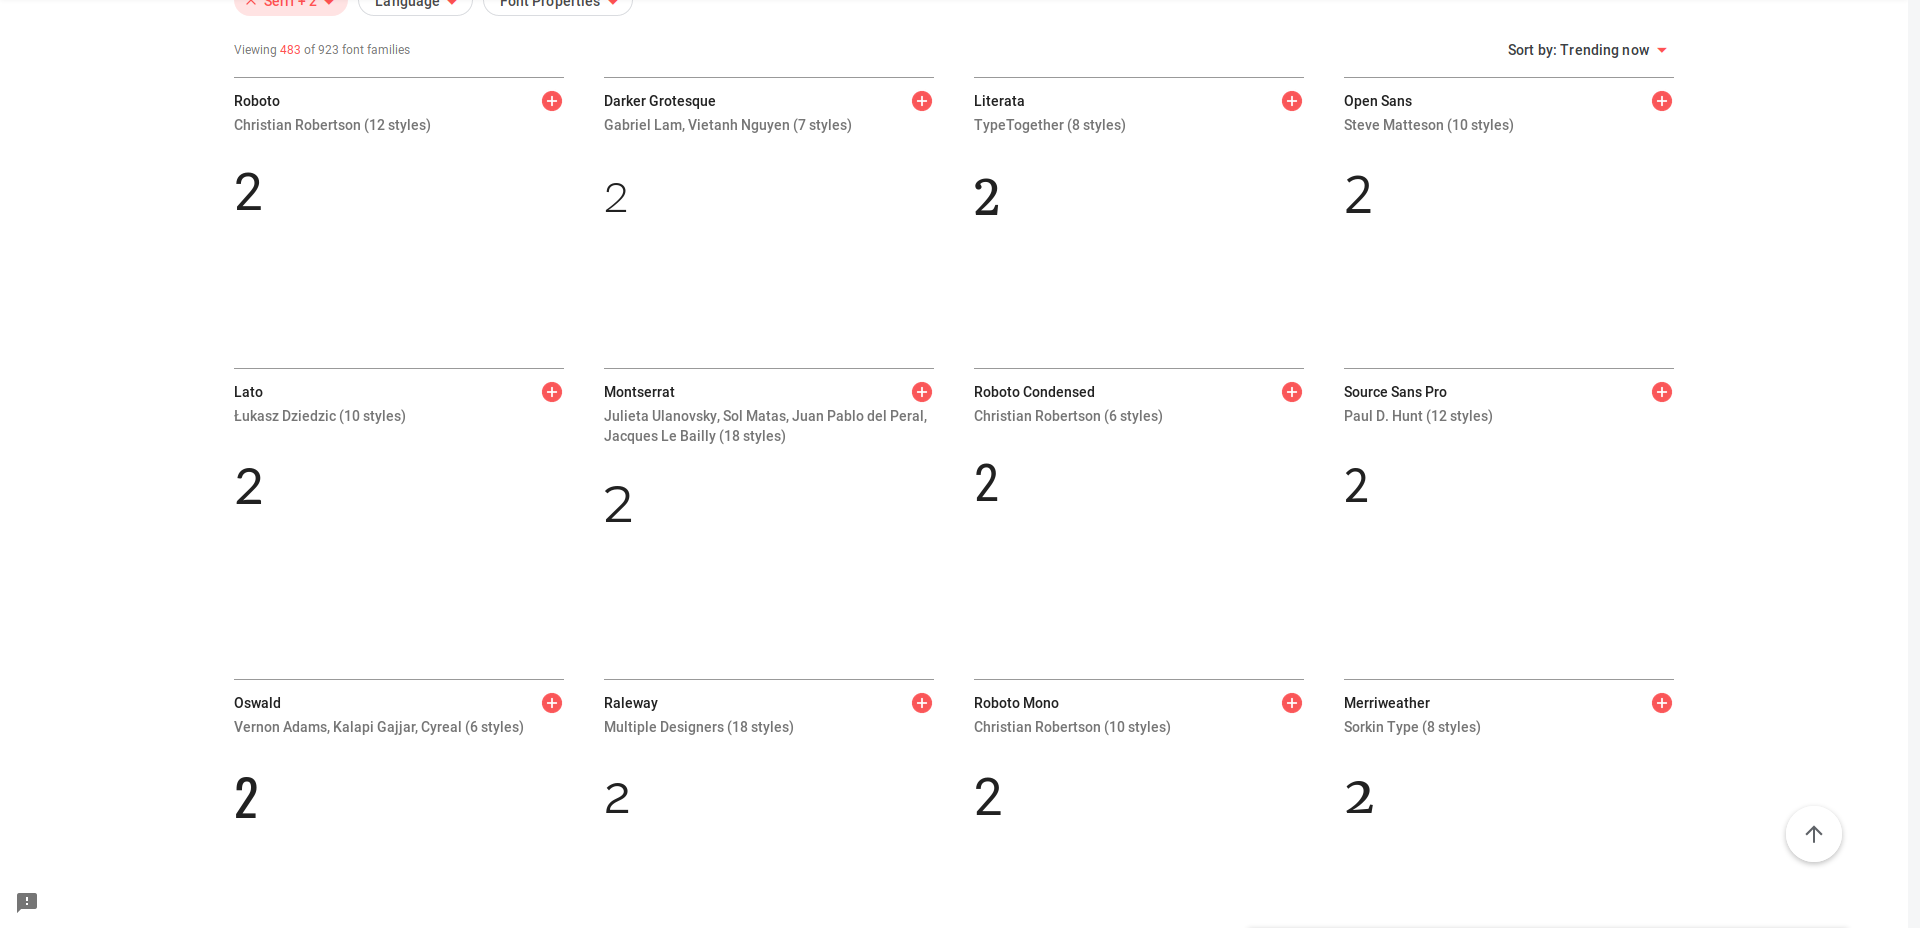 Serif + 2
Language
Font Properties
Viewing 483 of 923 font families
Sort by: Trending now
Roboto
Christian Robertson (12 styles)
2
Darker Grotesque
Gabriel Lam, Vietanh Nguyen (7 styles)
2
Literata
TypeTogether (8 styles)
2
Open Sans
Steve Matteson (10 styles)
2
Lato
Łukasz Dziedzic (10 styles)
2
Montserrat
Julieta Ulanovsky, Sol Matas, Juan Pablo del Peral,
Jacques Le Bailly (18 styles)
2
Roboto Condensed
Christian Robertson (6 styles)
2
Source Sans Pro
Paul D. Hunt (12 styles)
2
Oswald
Vernon Adams, Kalapi Gajjar, Cyreal (6 styles)
2
Raleway
Multiple Designers (18 styles)
2
Roboto Mono
Christian Robertson (10 styles)
2
Merriweather
Sorkin Type (8 styles)
2